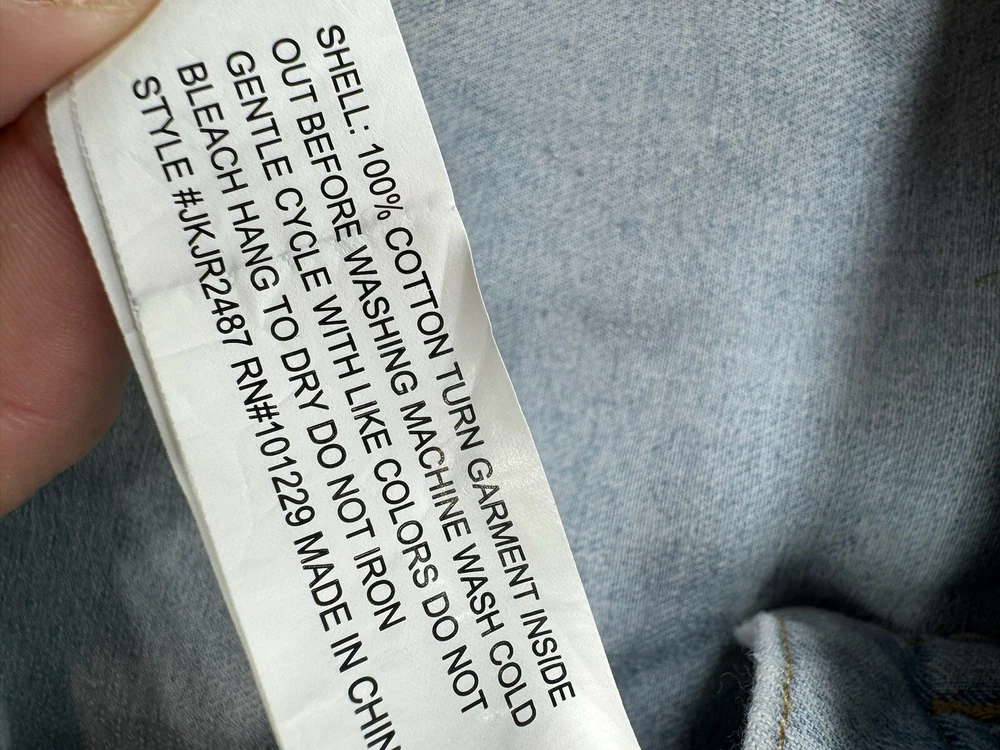 SHELL: 100% COTTON TURN GARMENT INSIDE
OUT BEFORE WASHING MACHINE WASH COLD
GENTLE CYCLE WITH LIKE COLORS DO NOT
BLEACH HANG TO DRY DO NOT IRON
STYLE #JKJR2487 RN#101229 MADE IN CHIN